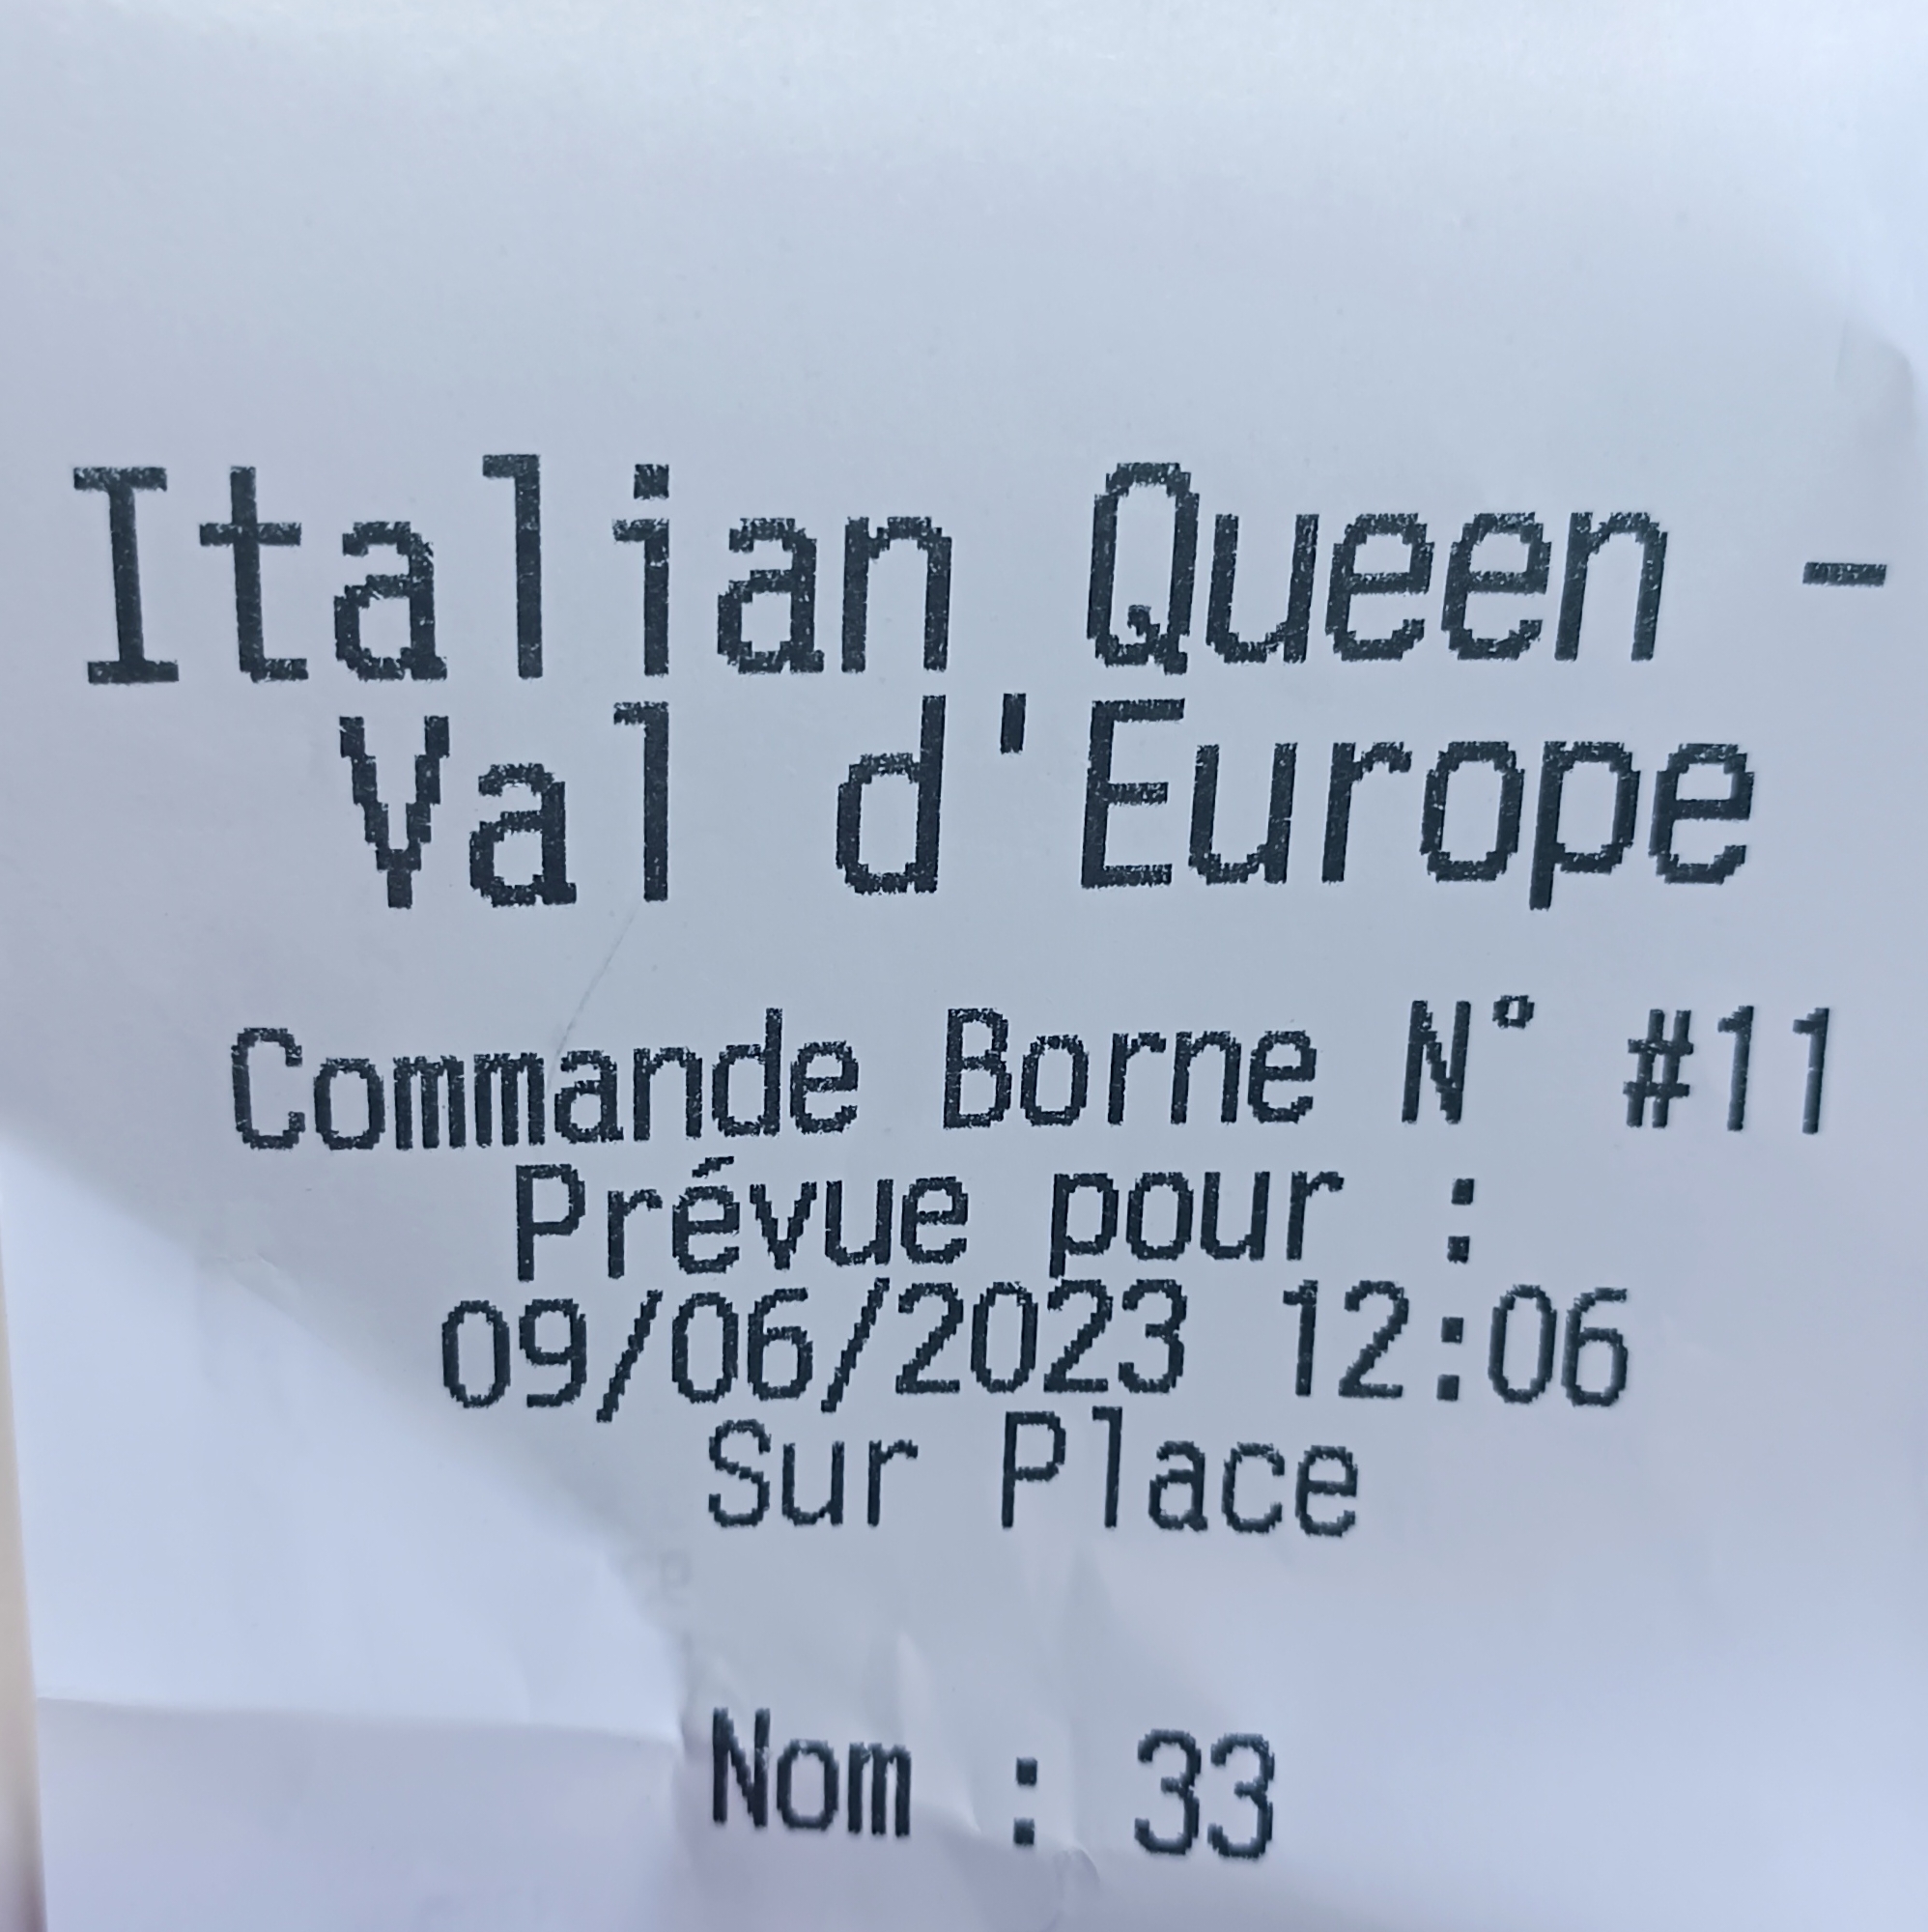 Italian Queen -
Val d'Europe
Commande Borne N° #11
Prévue pour :
09/06/2023 12:06
Sur Place
Nom : 33